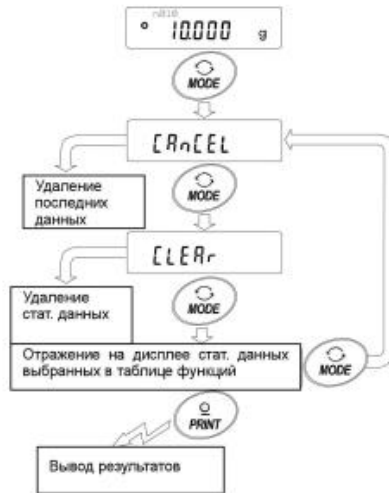 10.000 g
MODE
CAnCEL
Удаление
последних
данных
MODE
CLEAr
Удаление
стат. данных
MODE
Отражение на дисплее стат. данных
выбранных в таблице функций
MODE
PRINT
Вывод результатов